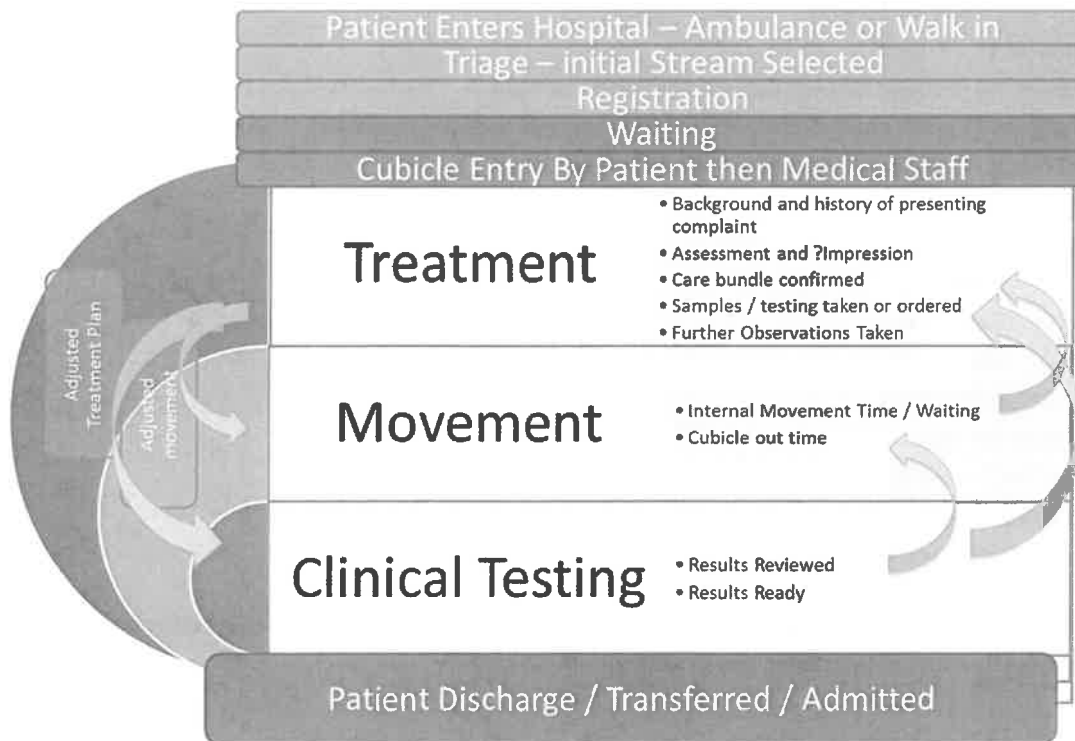 Patient Enters Hospital – Ambulance or Walk in
Triage – initial Stream Selected
Registration
Waiting
Cubicle Entry By Patient then Medical Staff
Treatment
• Background and history of presenting
complaint
• Assessment and ?Impression
• Care bundle confirmed
• Samples / testing taken or ordered
• Further Observations Taken
Adjusted
Treatment Plan
Adjusted
movement
Movement
• Internal Movement Time / Waiting
• Cubicle out time
Clinical Testing
• Results Reviewed
• Results Ready
Patient Discharge / Transferred / Admitted